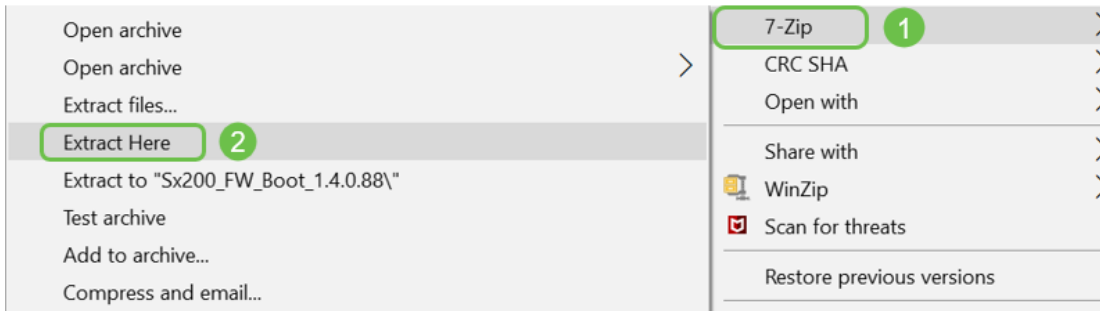 Open archive
Open archive
Extract files...
Extract Here 2
Extract to "Sx200_FW_Boot_1.4.0.88\"
Test archive
Add to archive...
Compress and email...
7-Zip 1
CRC SHA
Open with
Share with
WinZip
Scan for threats
Restore previous versions